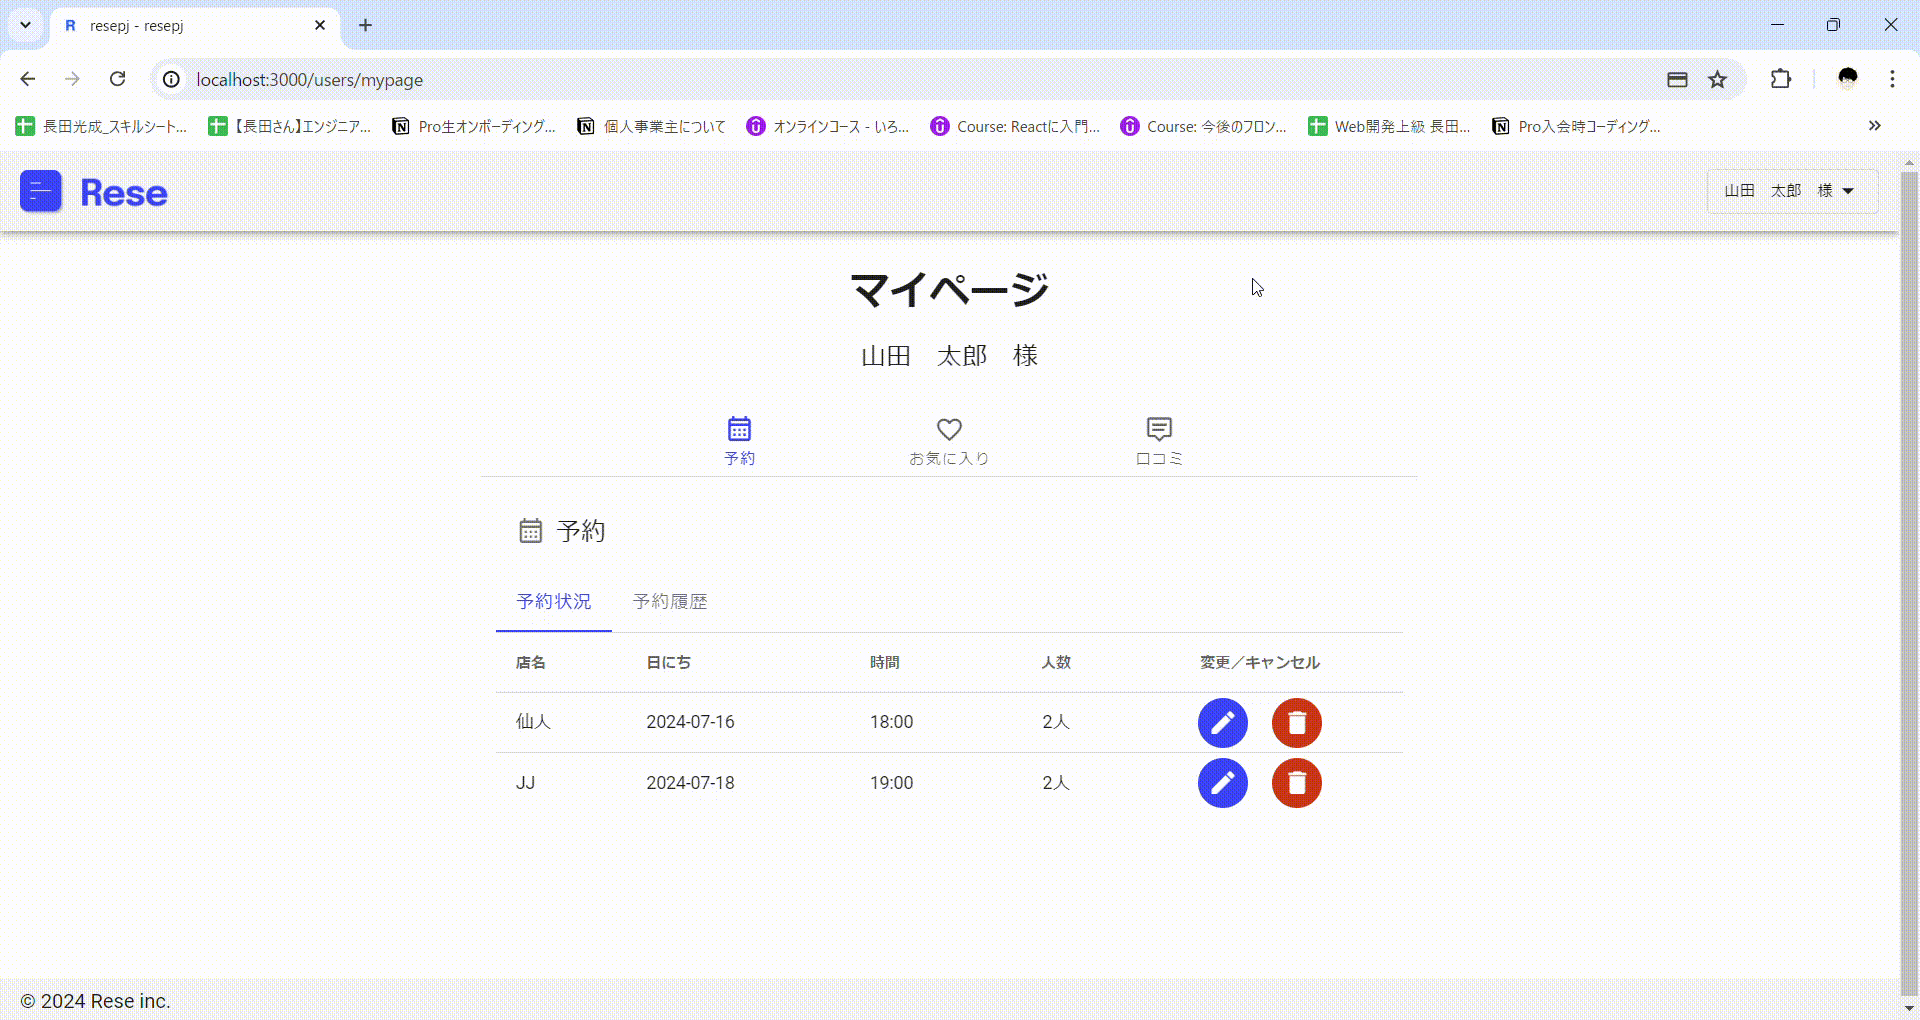 resepj - resepj
localhost:3000/users/mypage
長田光成_スキルシート...
【長田さん】エンジニア...
Pro生オンボーディング...
個人事業主について
オンラインコース - いろ...
Course: Reactに入門...
Course: 今後のフロン...
Web開発上級 長田...
Pro入会時コーディング...
Rese
山田　太郎　様
マイページ
山田　太郎　様
予約 お気に入り 口コミ
予約
予約状況 予約履歴
店名 日にち 時間 人数 変更／キャンセル
仙人 2024-07-16 18:00 2人
JJ 2024-07-18 19:00 2人
© 2024 Rese inc.